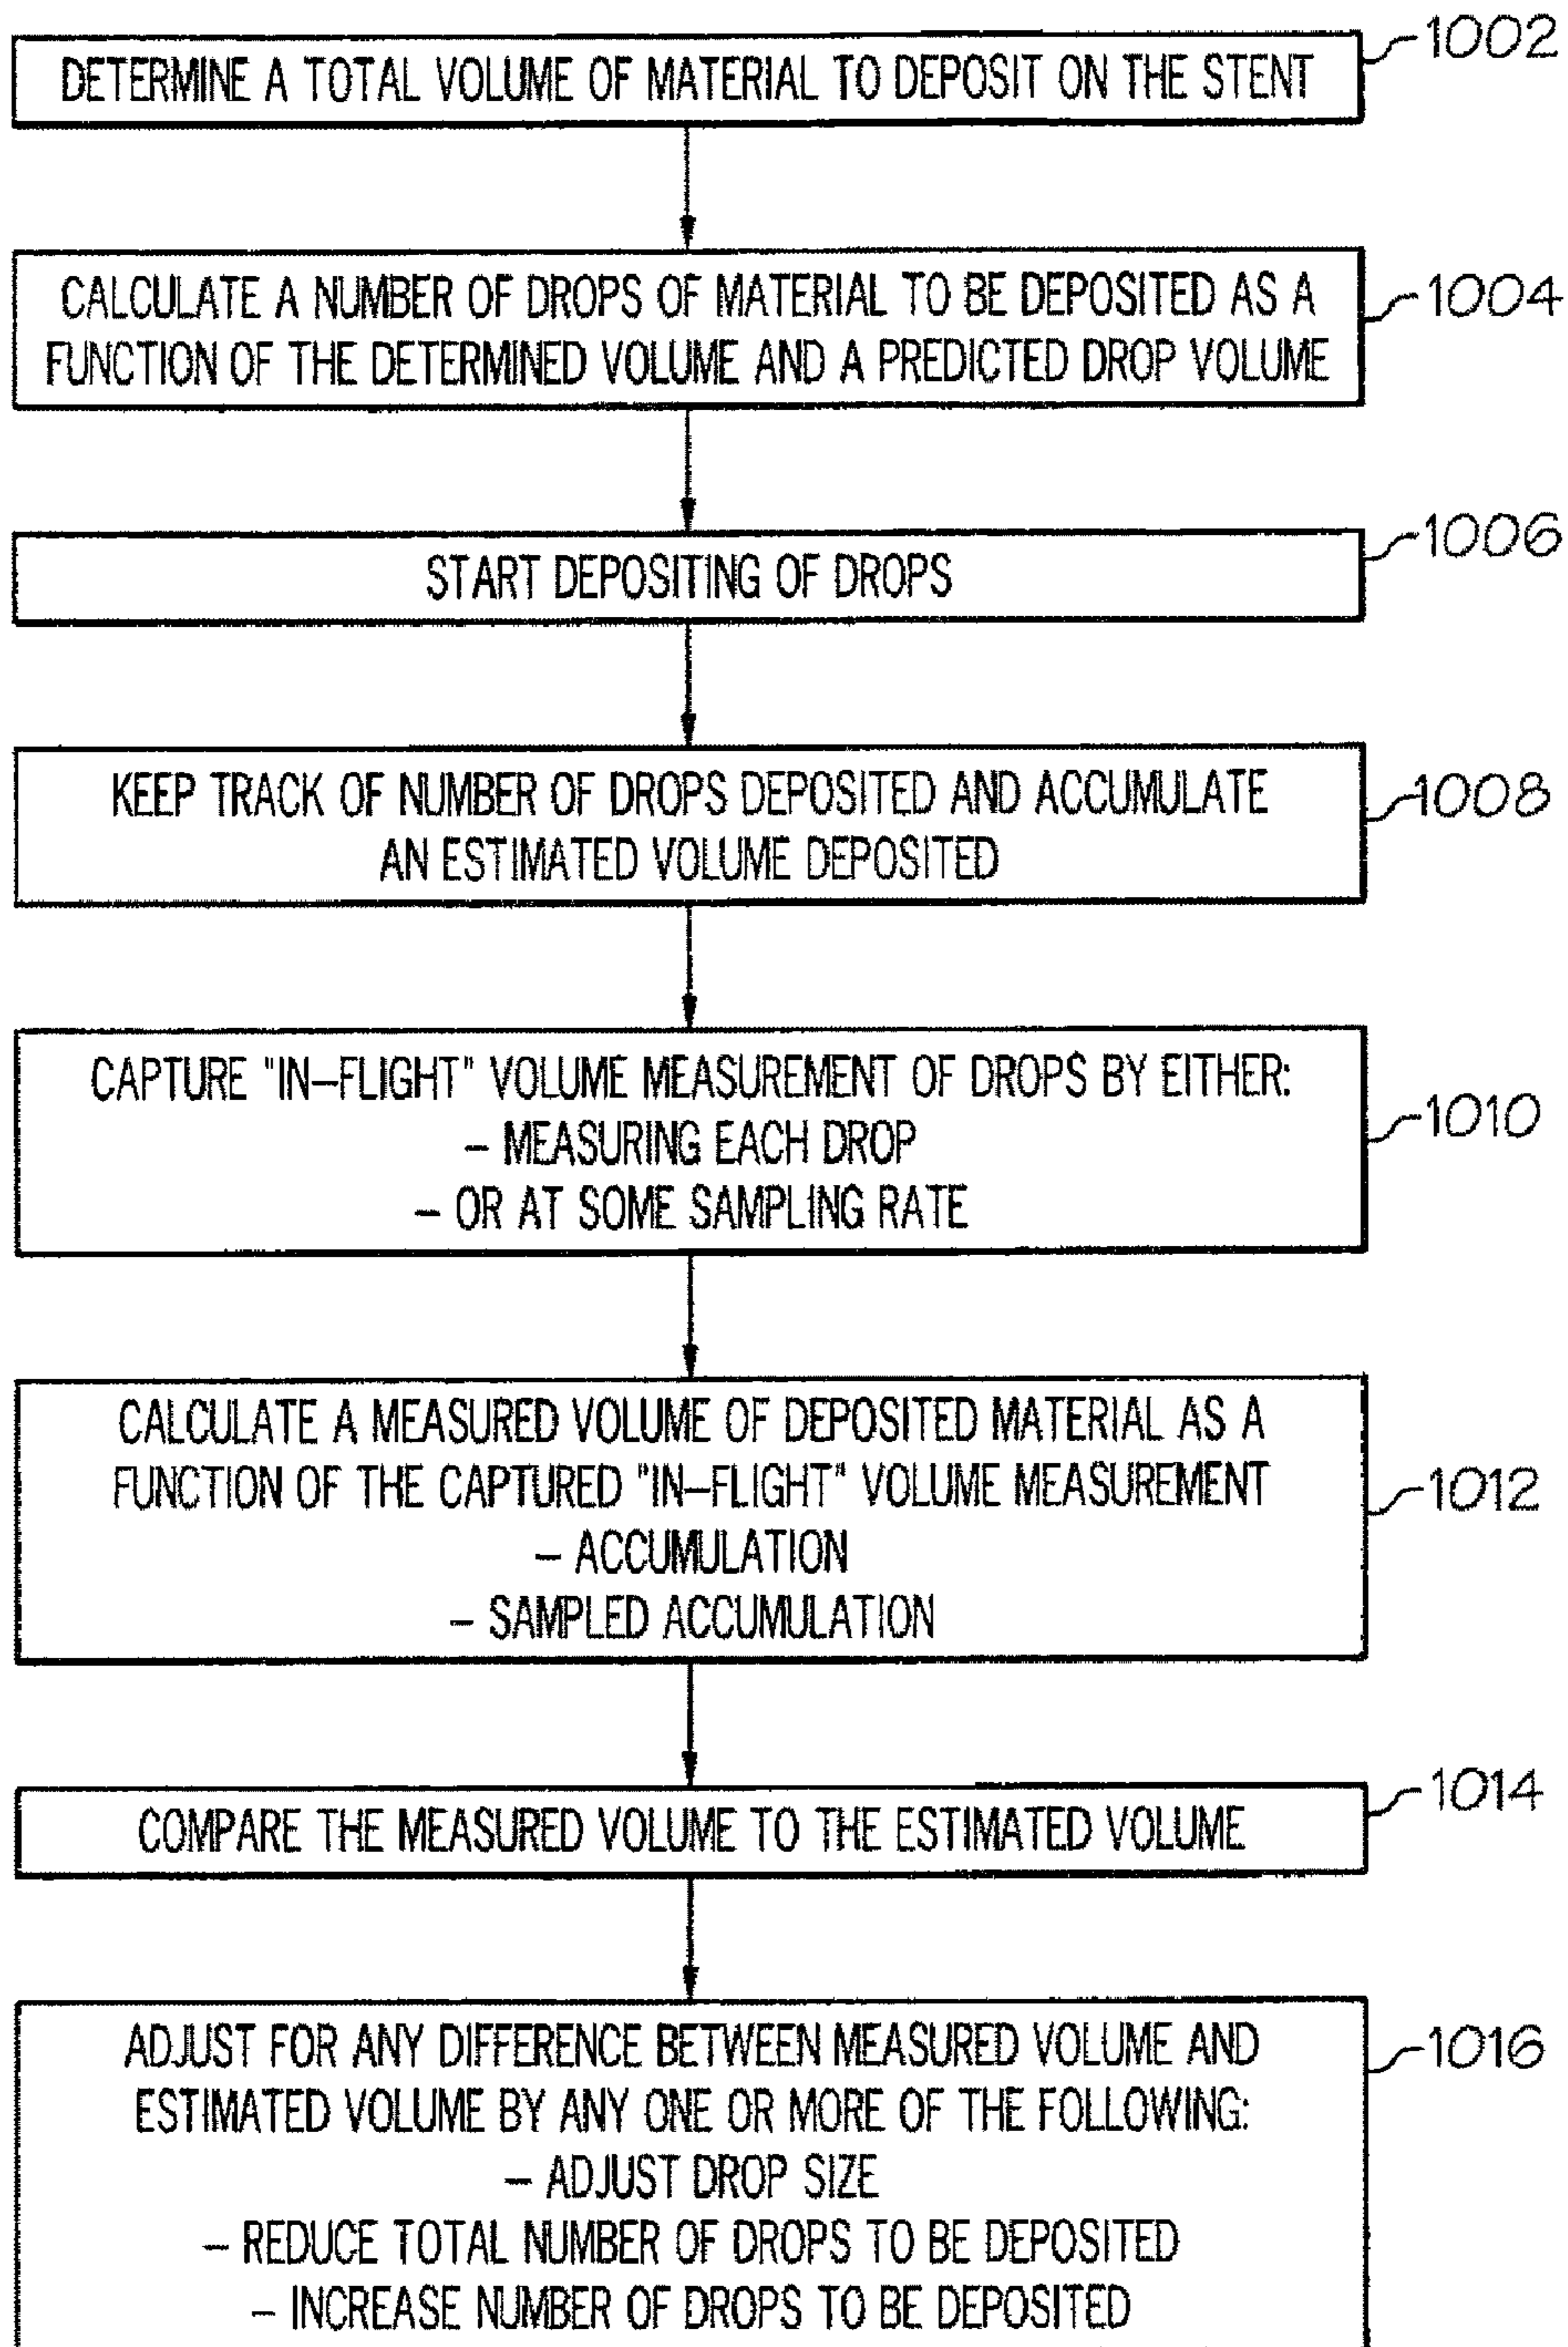 1002
DETERMINE A TOTAL VOLUME OF MATERIAL TO DEPOSIT ON THE STENT
1004
CALCULATE A NUMBER OF DROPS OF MATERIAL TO BE DEPOSITED AS A
FUNCTION OF THE DETERMINED VOLUME AND A PREDICTED DROP VOLUME
1006
START DEPOSITING OF DROPS
1008
KEEP TRACK OF NUMBER OF DROPS DEPOSITED AND ACCUMULATE
AN ESTIMATED VOLUME DEPOSITED
1010
CAPTURE "IN–FLIGHT" VOLUME MEASUREMENT OF DROPS BY EITHER:
– MEASURING EACH DROP
– OR AT SOME SAMPLING RATE
1012
CALCULATE A MEASURED VOLUME OF DEPOSITED MATERIAL AS A
FUNCTION OF THE CAPTURED "IN–FLIGHT" VOLUME MEASUREMENT
– ACCUMULATION
– SAMPLED ACCUMULATION
1014
COMPARE THE MEASURED VOLUME TO THE ESTIMATED VOLUME
1016
ADJUST FOR ANY DIFFERENCE BETWEEN MEASURED VOLUME AND
ESTIMATED VOLUME BY ANY ONE OR MORE OF THE FOLLOWING:
– ADJUST DROP SIZE
– REDUCE TOTAL NUMBER OF DROPS TO BE DEPOSITED
– INCREASE NUMBER OF DROPS TO BE DEPOSITED